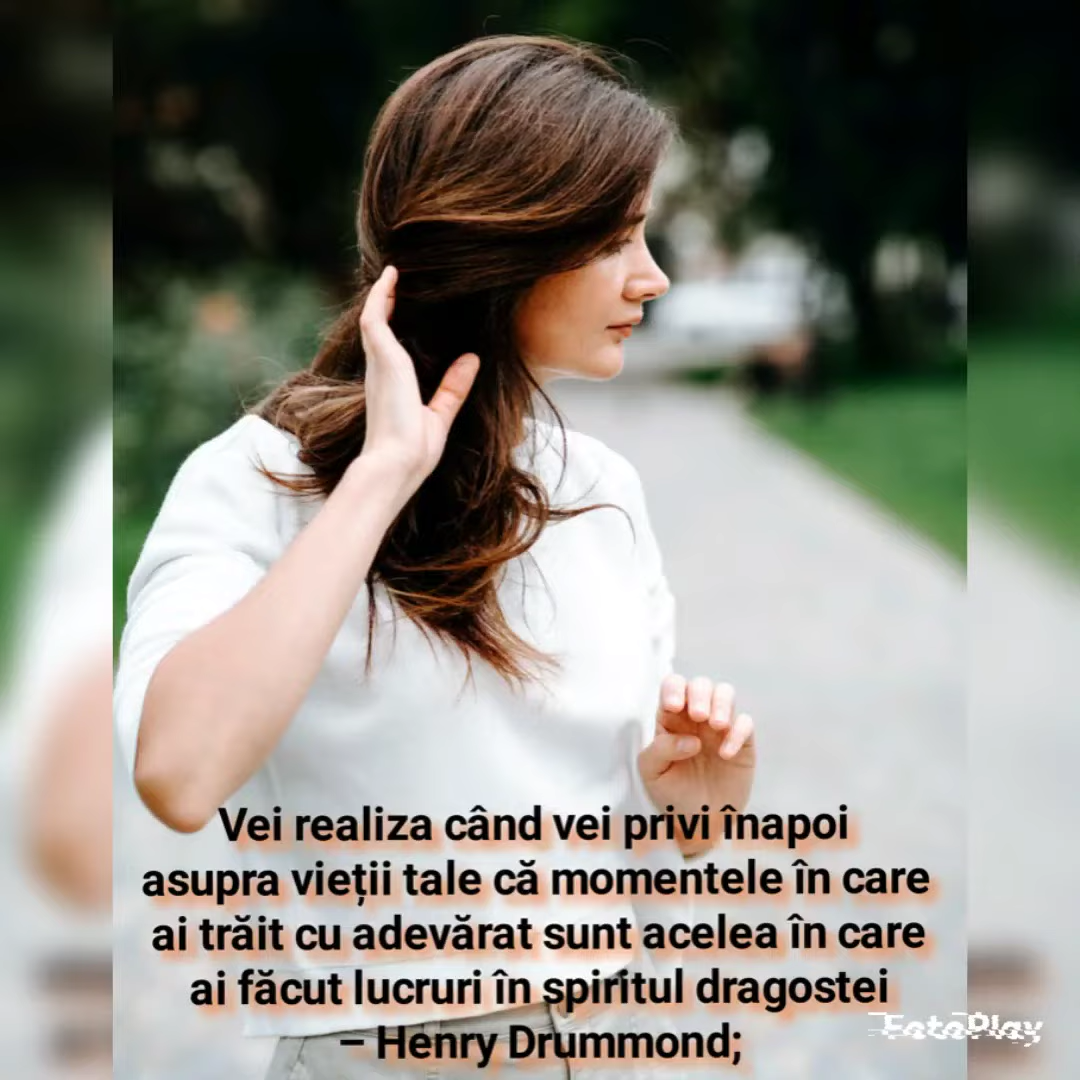 Vei realiza când vei privi înapoi
asupra vieții tale că momentele în care
ai trăit cu adevărat sunt acelea în care
ai făcut lucruri în spiritul dragostei
– Henry Drummond;
FotoPlay